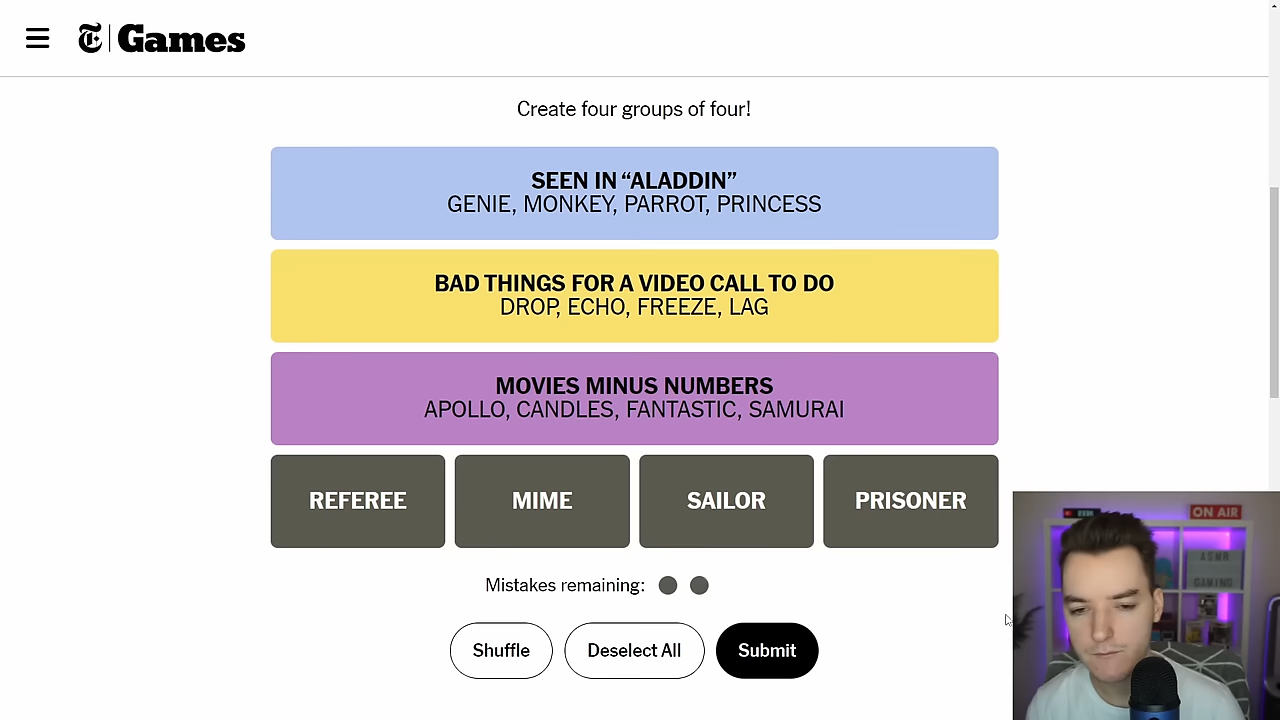 T Games
Create four groups of four!
SEEN IN “ALADDIN”
GENIE, MONKEY, PARROT, PRINCESS
BAD THINGS FOR A VIDEO CALL TO DO
DROP, ECHO, FREEZE, LAG
MOVIES MINUS NUMBERS
APOLLO, CANDLES, FANTASTIC, SAMURAI
REFEREE MIME SAILOR PRISONER
Mistakes remaining:
Shuffle Deselect All Submit
ON AIR
ASMR
GAMING